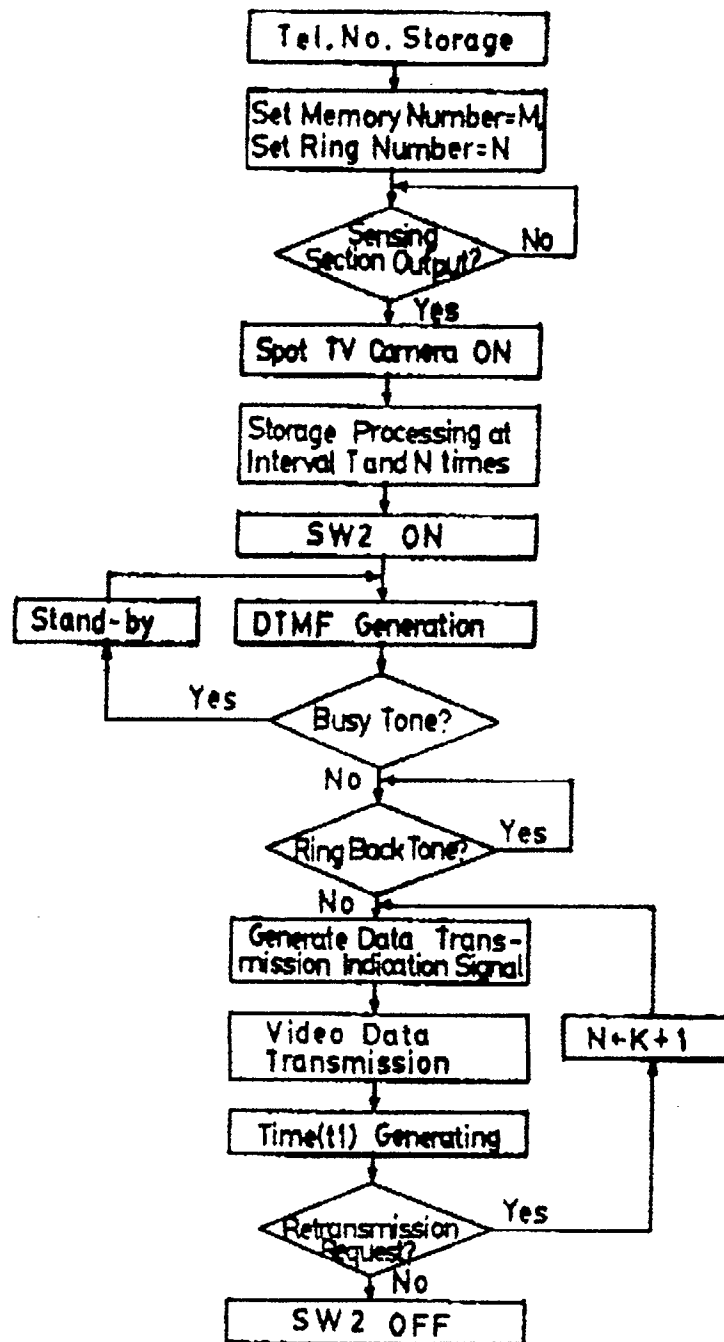 Tel. No. Storage
Set Memory Number=M,
Set Ring Number=N
Sensing
Section Output?
No
Yes
Spot TV Camera ON
Storage Processing at
Interval T and N times
SW2 ON
Stand-by
DTMF Generation
Yes
Busy Tone?
No
Ring Back Tone?
Yes
No
Generate Data Trans-
mission Indication Signal
Video Data
Transmission
N←K+1
Time(t1) Generating
Retransmission
Request?
Yes
No
SW2 OFF